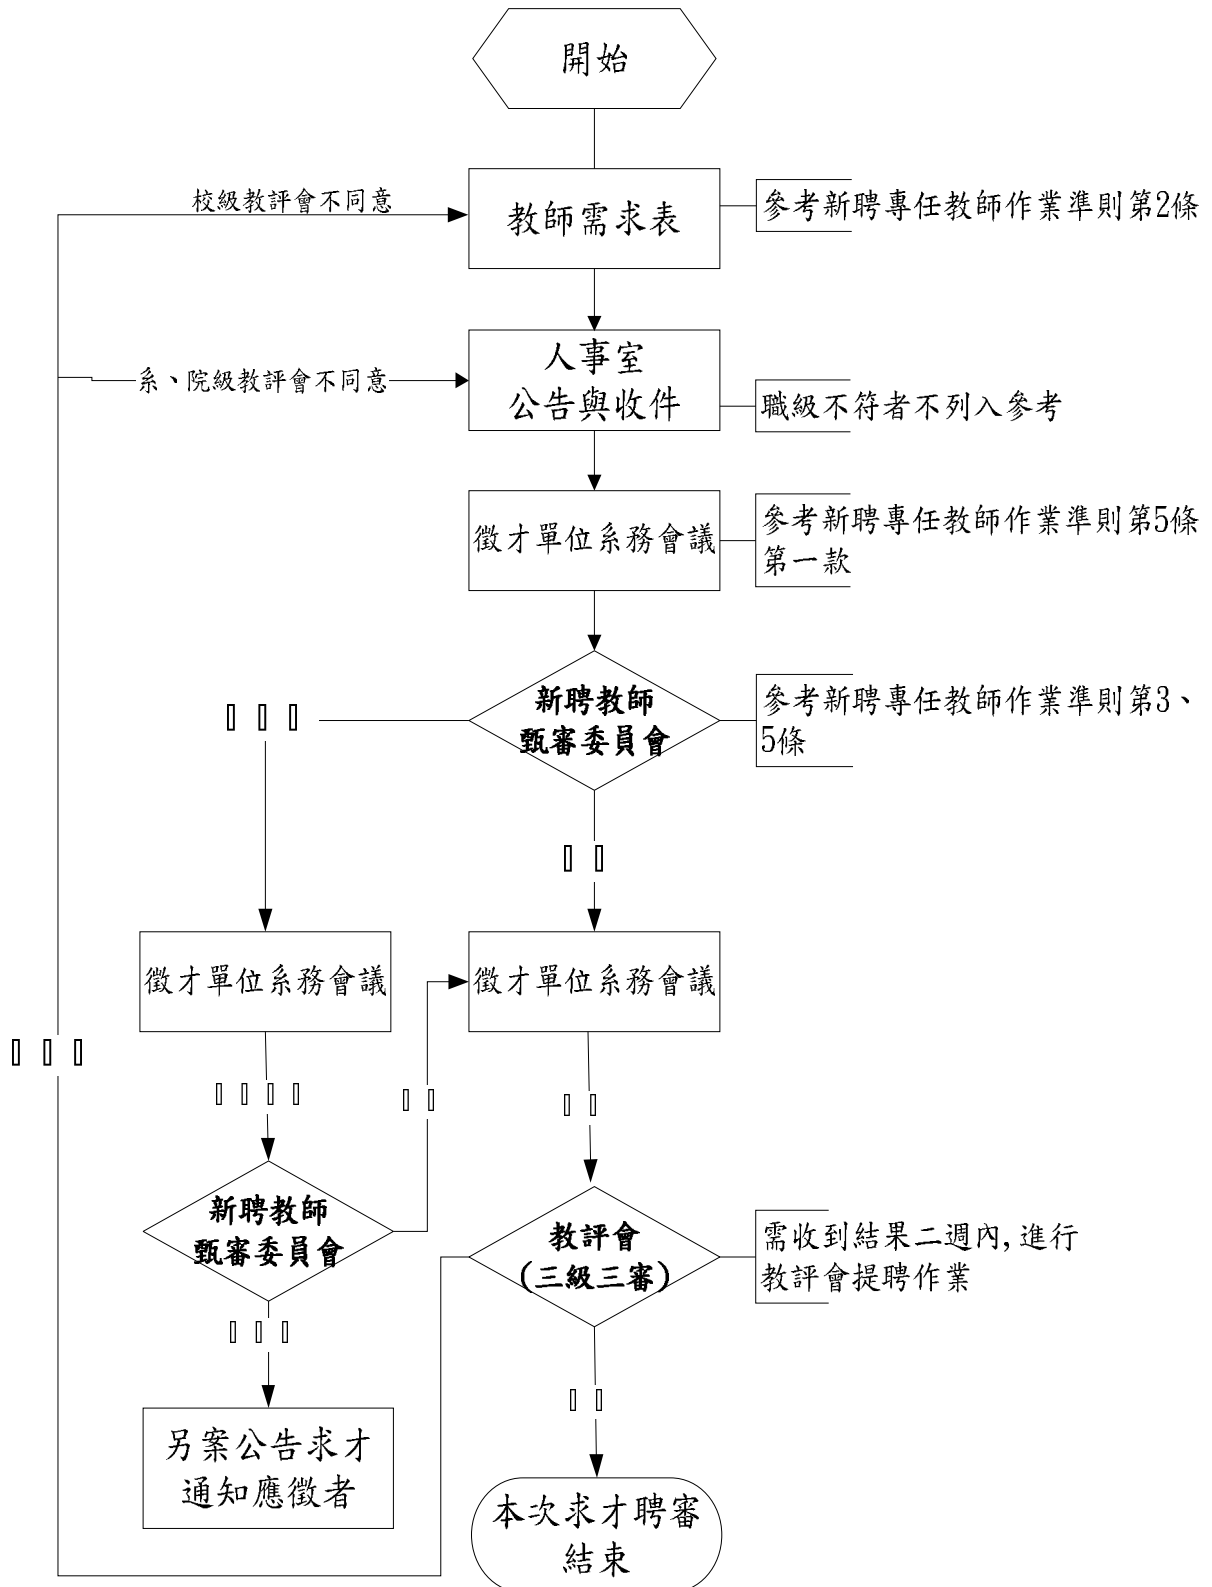 開始
校級教評會不同意
教師需求表
參考新聘專任教師作業準則第2條
系、院級教評會不同意
人事室
公告與收件
職級不符者不列入參考
徵才單位系務會議
參考新聘專任教師作業準則第5條
第一款
新聘教師
甄審委員會
參考新聘專任教師作業準則第3、
5條
徵才單位系務會議
徵才單位系務會議
新聘教師
甄審委員會
教評會
(三級三審)
需收到結果二週內,進行
教評會提聘作業
另案公告求才
通知應徵者
本次求才聘審
結束